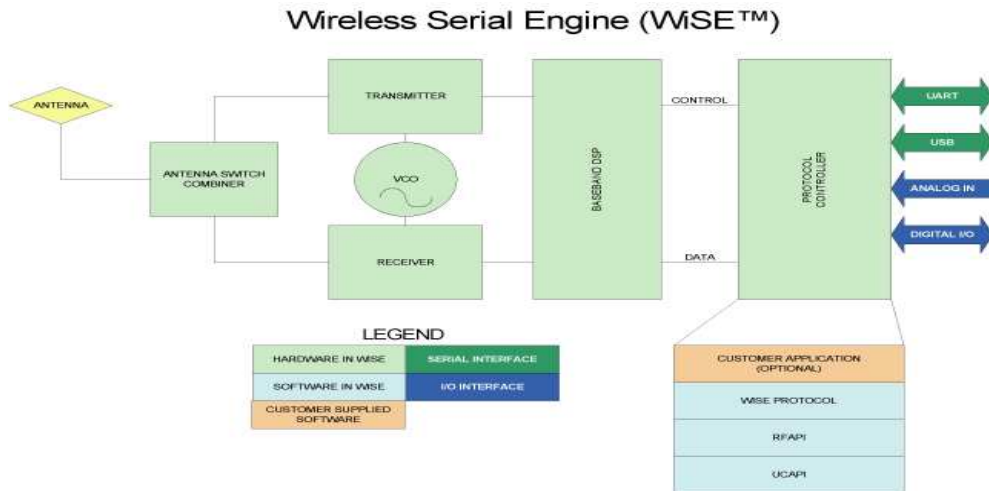 Wireless Serial Engine (WiSE™)
ANTENNA
ANTENNA SWITCH
COMBINER
TRANSMITTER
VCO
RECEIVER
BASEBAND DSP
CONTROL
DATA
PROTOCOL
CONTROLLER
UART
USB
ANALOG IN
DIGITAL I/O
LEGEND
HARDWARE IN WISE
SERIAL INTERFACE
SOFTWARE IN WISE
I/O INTERFACE
CUSTOMER SUPPLIED
SOFTWARE
CUSTOMER APPLICATION
(OPTIONAL)
WISE PROTOCOL
RFAPI
UCAPI